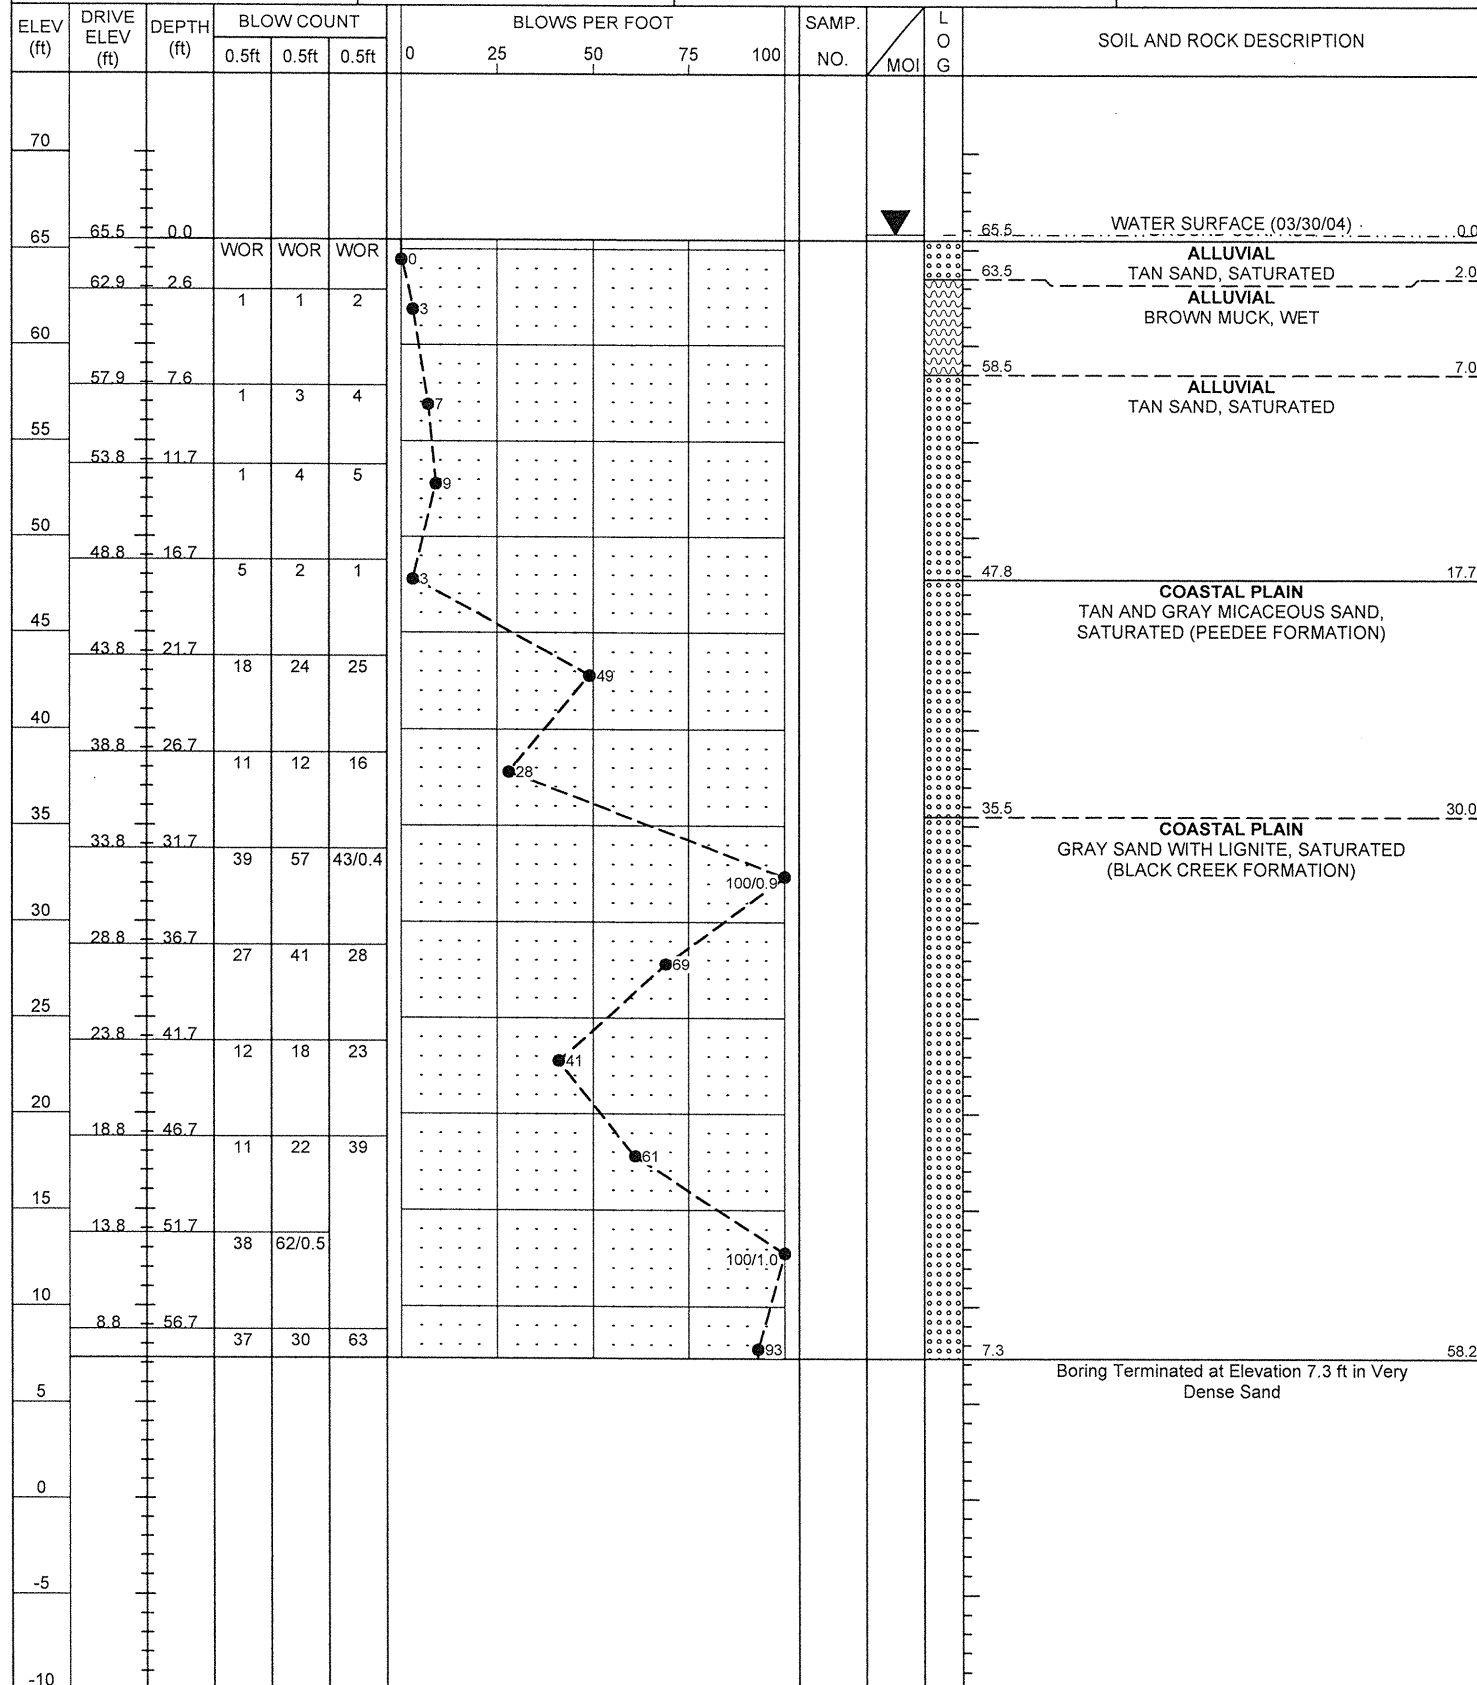 ELEV (ft) DRIVE ELEV (ft) DEPTH (ft) BLOW COUNT BLOWS PER FOOT SAMP. NO. MOI LOG SOIL AND ROCK DESCRIPTION
0.5ft 0.5ft 0.5ft 0 25 50 75 100
70
WATER SURFACE (03/30/04)
65 65.5 0.0 65.5 0.0
WOR WOR WOR 0 ALLUVIAL
TAN SAND, SATURATED
63.5 2.0
62.9 2.6
1 1 2 3 ALLUVIAL
BROWN MUCK, WET
60
58.5 7.0
57.9 7.6
1 3 4 7 ALLUVIAL
TAN SAND, SATURATED
55
53.8 11.7
1 4 5 9
50
48.8 16.7
5 2 1 3
47.8 17.7
COASTAL PLAIN
TAN AND GRAY MICACEOUS SAND,
SATURATED (PEEDEE FORMATION)
45
43.8 21.7
18 24 25 49
40
38.8 26.7
11 12 16 28
35
35.5 30.0
COASTAL PLAIN
GRAY SAND WITH LIGNITE, SATURATED
(BLACK CREEK FORMATION)
33.8 31.7
39 57 43/0.4 100/0.9
30
28.8 36.7
27 41 28 69
25
23.8 41.7
12 18 23 41
20
18.8 46.7
11 22 39 61
15
13.8 51.7
38 62/0.5 100/1.0
10
8.8 56.7
37 30 63 93
7.3 58.2
Boring Terminated at Elevation 7.3 ft in Very
Dense Sand
5
0
-5
-10